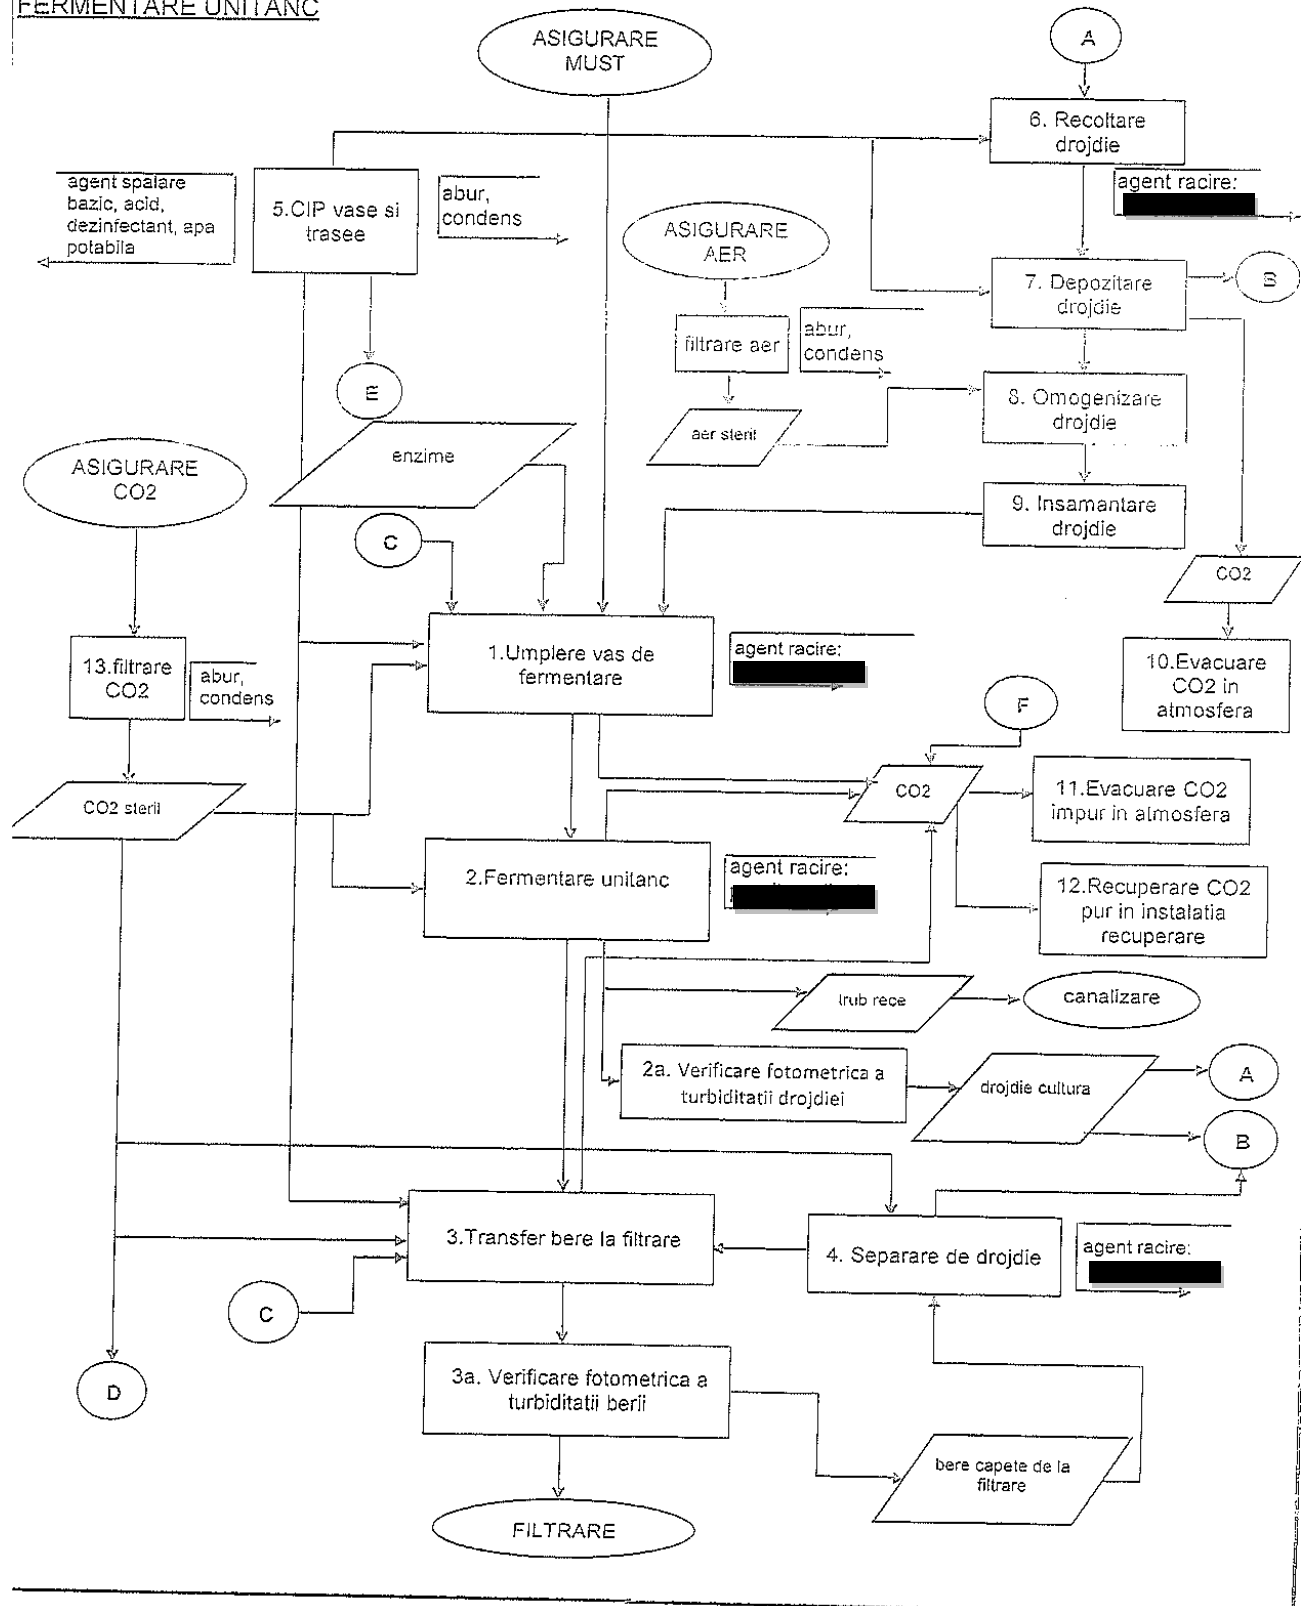 FERMENTARE UNITANC
ASIGURARE
MUST
A
6. Recoltare
drojdie
agent spalare
bazic, acid,
dezinfectant, apa
potabila
5.CIP vase si
trasee
abur,
condens
agent racire:
ASIGURARE
AER
7. Depozitare
drojdie
B
filtrare aer
abur,
condens
E
8. Omogenizare
drojdie
aer steril
enzime
ASIGURARE
CO2
9. Insamantare
drojdie
C
CO2
1.Umplere vas de
fermentare
agent racire:
13.filtrare
CO2
abur,
condens
10.Evacuare
CO2 in
atmosfera
F
CO2
11.Evacuare CO2
impur in atmosfera
CO2 steril
2.Fermentare unitanc
agent racire:
12.Recuperare CO2
pur in instalatia
recuperare
trub rece
canalizare
2a. Verificare fotometrica a
turbiditatii drojdiei
drojdie cultura
A
B
3.Transfer bere la filtrare
4. Separare de drojdie
agent racire:
C
D
3a. Verificare fotometrica a
turbiditatii berii
bere capete de la
filtrare
FILTRARE